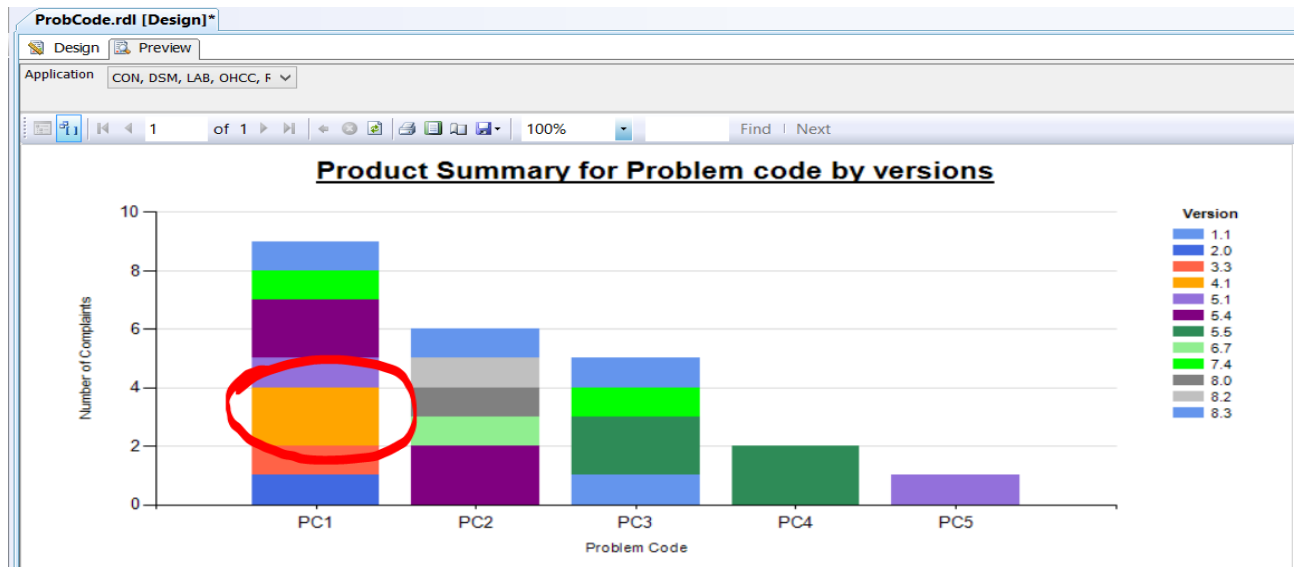 ProbCode.rdl [Design]*
Design Preview
Application CON, DSM, LAB, OHCC, F
1 of 1 100% Find | Next
Product Summary for Problem code by versions
10
8
6
4
2
0
Number of Complaints
PC1 PC2 PC3 PC4 PC5
Problem Code
Version
1.1
2.0
3.3
4.1
5.1
5.4
5.5
6.7
7.4
8.0
8.2
8.3